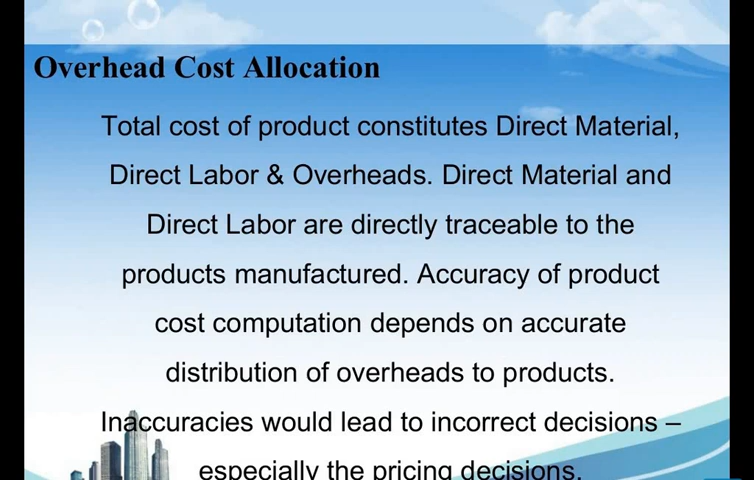 Overhead Cost Allocation
Total cost of product constitutes Direct Material,
Direct Labor & Overheads. Direct Material and
Direct Labor are directly traceable to the
products manufactured. Accuracy of product
cost computation depends on accurate
distribution of overheads to products.
Inaccuracies would lead to incorrect decisions –
especially the pricing decisions.